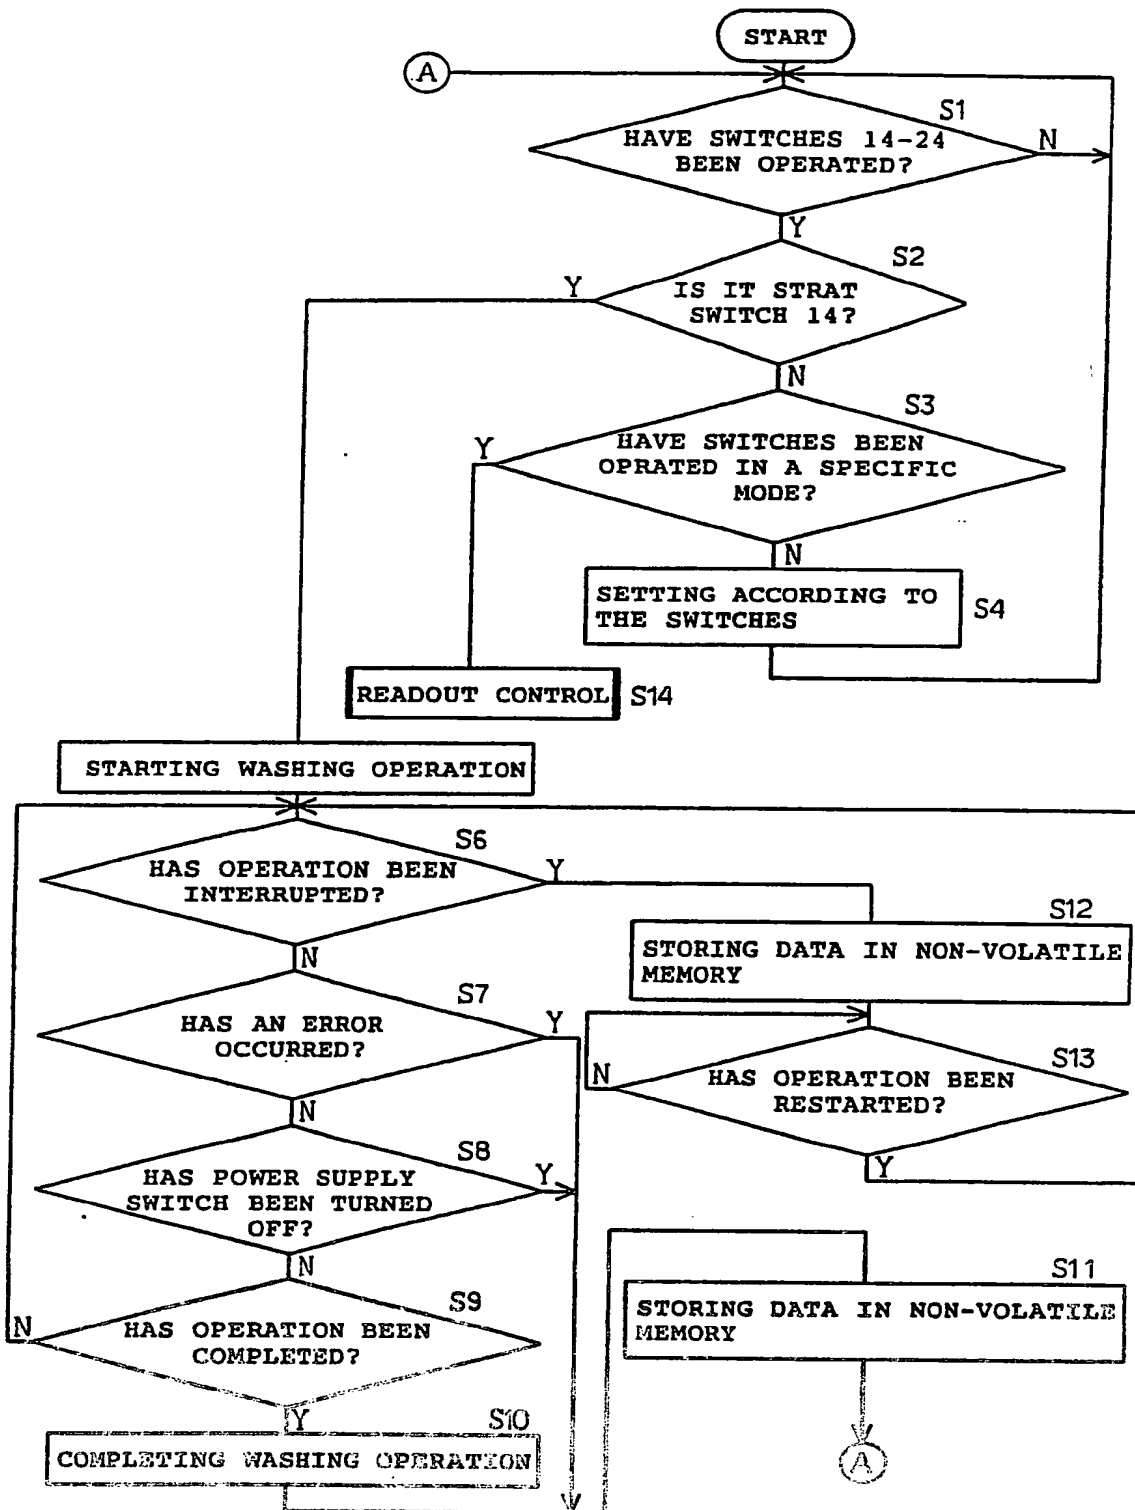 START
A
S1
HAVE SWITCHES 14-24
BEEN OPERATED?
N
Y
S2
Y
IS IT STRAT
SWITCH 14?
N
S3
Y
HAVE SWITCHES BEEN
OPRATED IN A SPECIFIC
MODE?
N
SETTING ACCORDING TO
THE SWITCHES
S4
READOUT CONTROL
S14
STARTING WASHING OPERATION
S6
HAS OPERATION BEEN
INTERRUPTED?
Y
N
S12
STORING DATA IN NON-VOLATILE
MEMORY
S7
HAS AN ERROR
OCCURRED?
Y
N
S13
N
HAS OPERATION BEEN
RESTARTED?
Y
S8
HAS POWER SUPPLY
SWITCH BEEN TURNED
OFF?
Y
N
S11
STORING DATA IN NON-VOLATILE
MEMORY
A
S9
N
HAS OPERATION BEEN
COMPLETED?
Y
S10
COMPLETING WASHING OPERATION